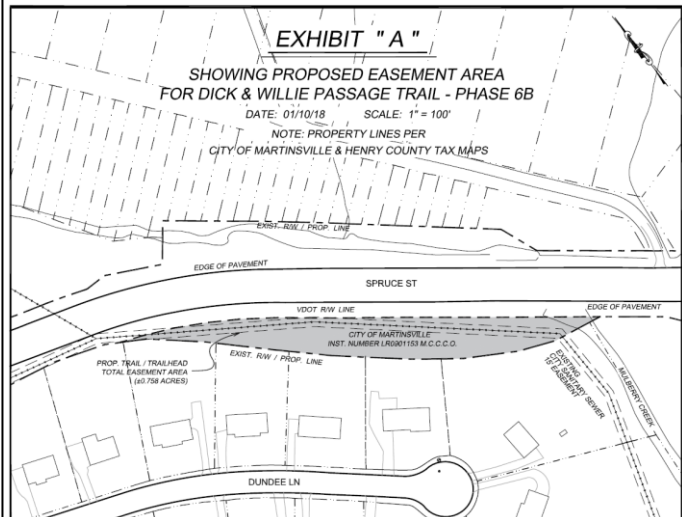 EXHIBIT "A"
SHOWING PROPOSED EASEMENT AREA
FOR DICK & WILLIE PASSAGE TRAIL - PHASE 6B
DATE: 01/10/18 SCALE: 1" = 100'
NOTE: PROPERTY LINES PER
CITY OF MARTINSVILLE & HENRY COUNTY TAX MAPS
EXIST. R/W / PROP. LINE
EDGE OF PAVEMENT
SPRUCE ST
VDOT R/W LINE
EDGE OF PAVEMENT
CITY OF MARTINSVILLE
INST. NUMBER LR0901153 M.C.C.C.O.
EXIST. R/W / PROP. LINE
PROP. TRAIL / TRAILHEAD
TOTAL EASEMENT AREA
(±0.758 ACRES)
EXISTING
CITY SANITARY SEWER
15' EASEMENT
MULBERRY CREEK
DUNDEE LN